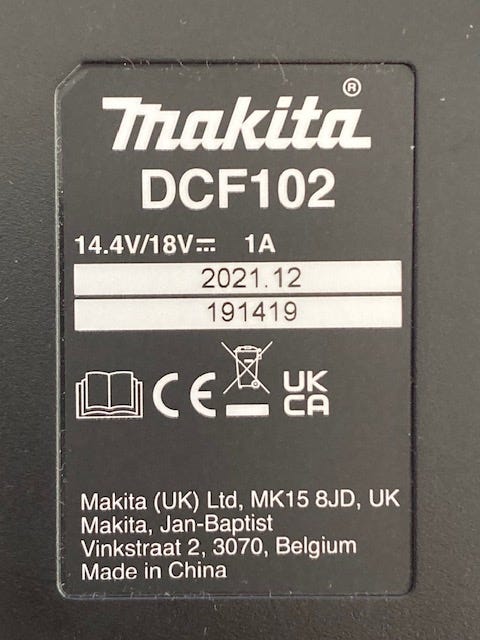 makita®
DCF102
14.4V/18V⎓ 1A
2021.12
191419
CE
UK
CA
Makita (UK) Ltd, MK15 8JD, UK
Makita, Jan-Baptist
Vinkstraat 2, 3070, Belgium
Made in China